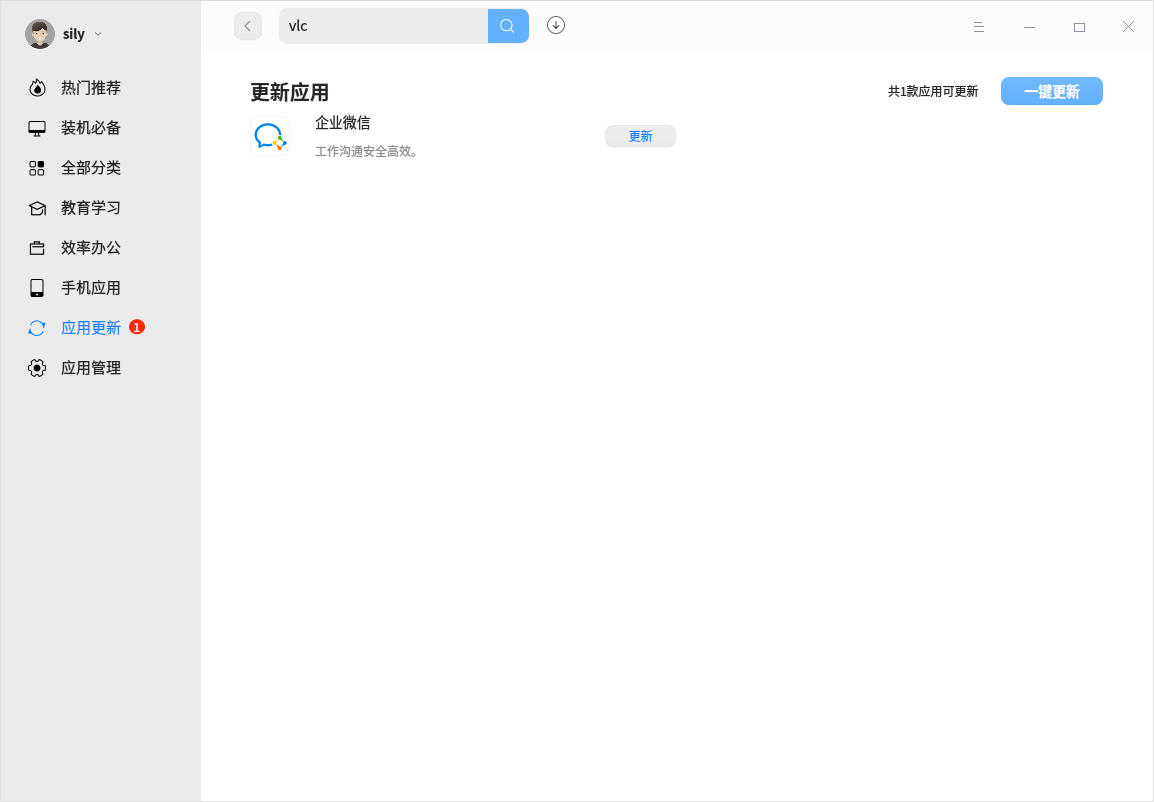 sily
热门推荐
装机必备
全部分类
教育学习
效率办公
手机应用
应用更新 1
应用管理
vlc
更新应用
共1款应用可更新
一键更新
企业微信
工作沟通安全高效。
更新